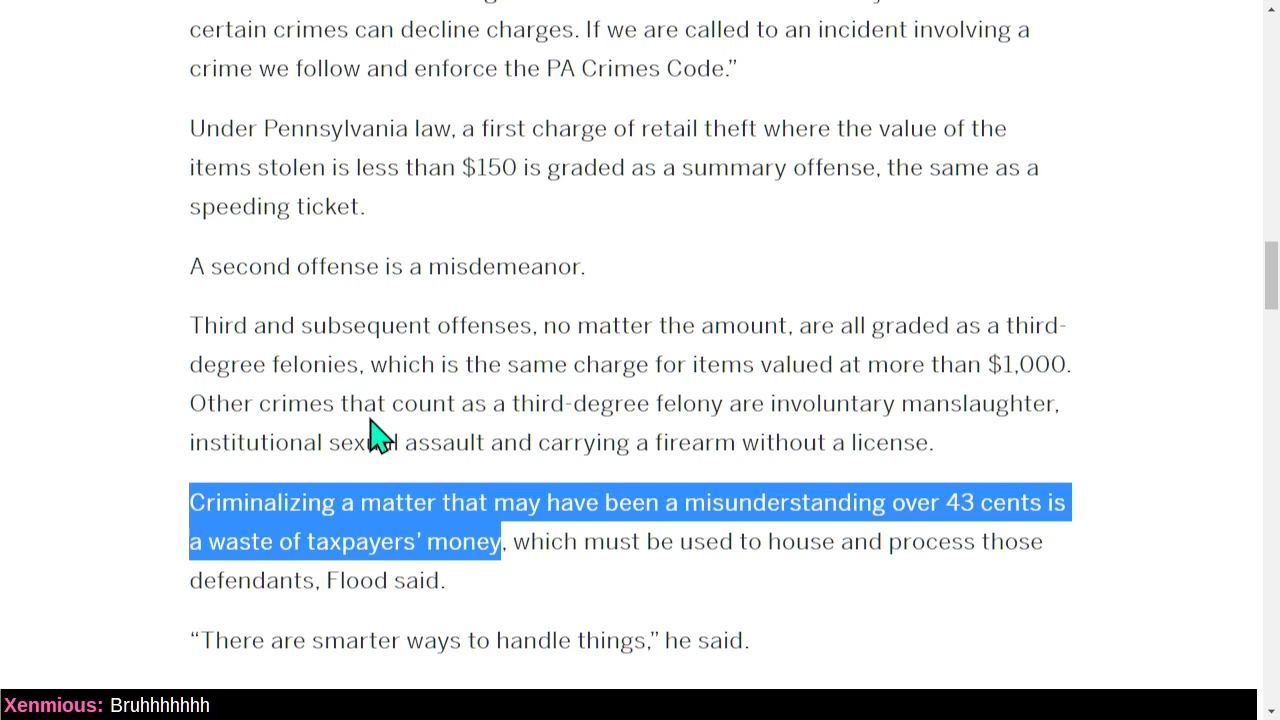 certain crimes can decline charges. If we are called to an incident involving a
crime we follow and enforce the PA Crimes Code.”
Under Pennsylvania law, a first charge of retail theft where the value of the
items stolen is less than $150 is graded as a summary offense, the same as a
speeding ticket.
A second offense is a misdemeanor.
Third and subsequent offenses, no matter the amount, are all graded as a third-
degree felonies, which is the same charge for items valued at more than $1,000.
Other crimes that count as a third-degree felony are involuntary manslaughter,
institutional sexual assault and carrying a firearm without a license.
Criminalizing a matter that may have been a misunderstanding over 43 cents is
a waste of taxpayers’ money, which must be used to house and process those
defendants, Flood said.
“There are smarter ways to handle things,” he said.
Xenmious: Bruhhhhhhh